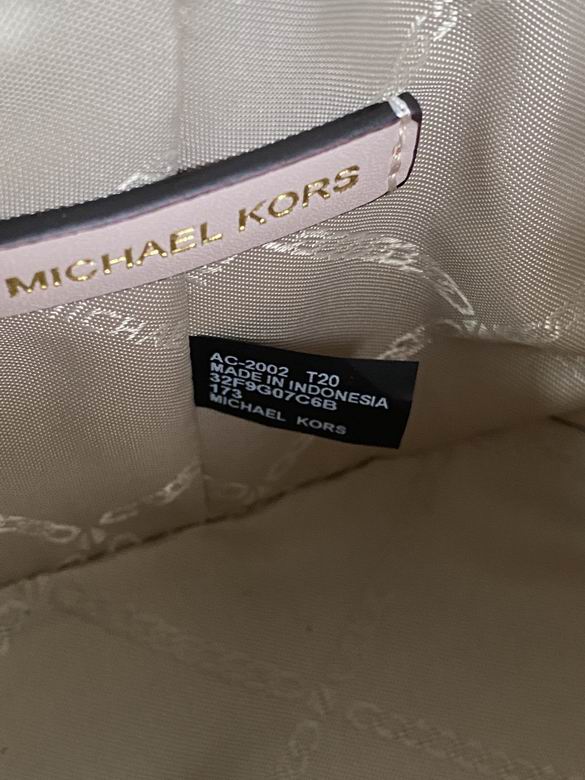 MICHAEL KORS
AC-2002 T20
MADE IN INDONESIA
32F9G07C6B
173
MICHAEL KORS